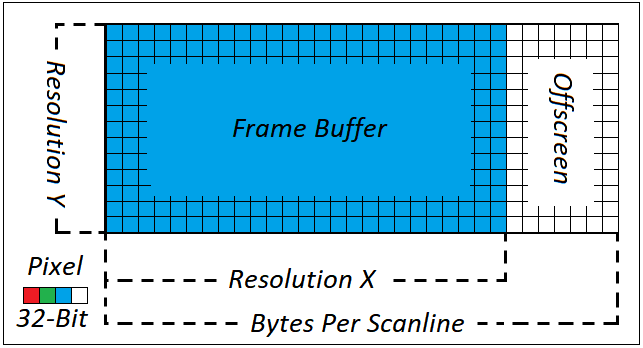 Resolution Y
Frame Buffer
Offscreen
Pixel
32-Bit
Resolution X
Bytes Per Scanline